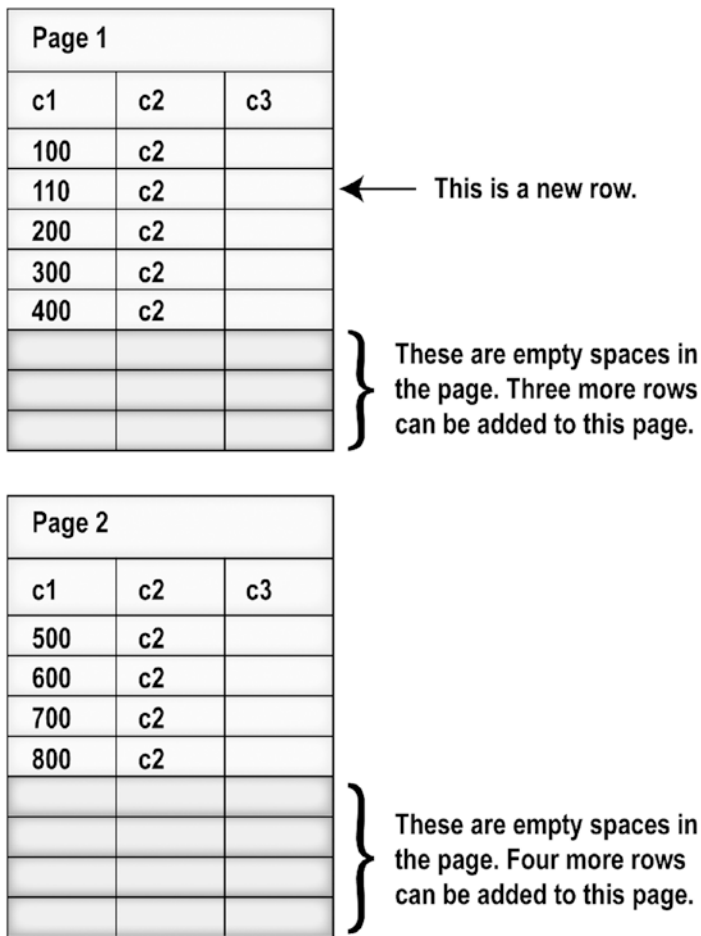 Page 1
c1 c2 c3
100 c2
110 c2
This is a new row.
200 c2
300 c2
400 c2
These are empty spaces in
the page. Three more rows
can be added to this page.
Page 2
c1 c2 c3
500 c2
600 c2
700 c2
800 c2
These are empty spaces in
the page. Four more rows
can be added to this page.